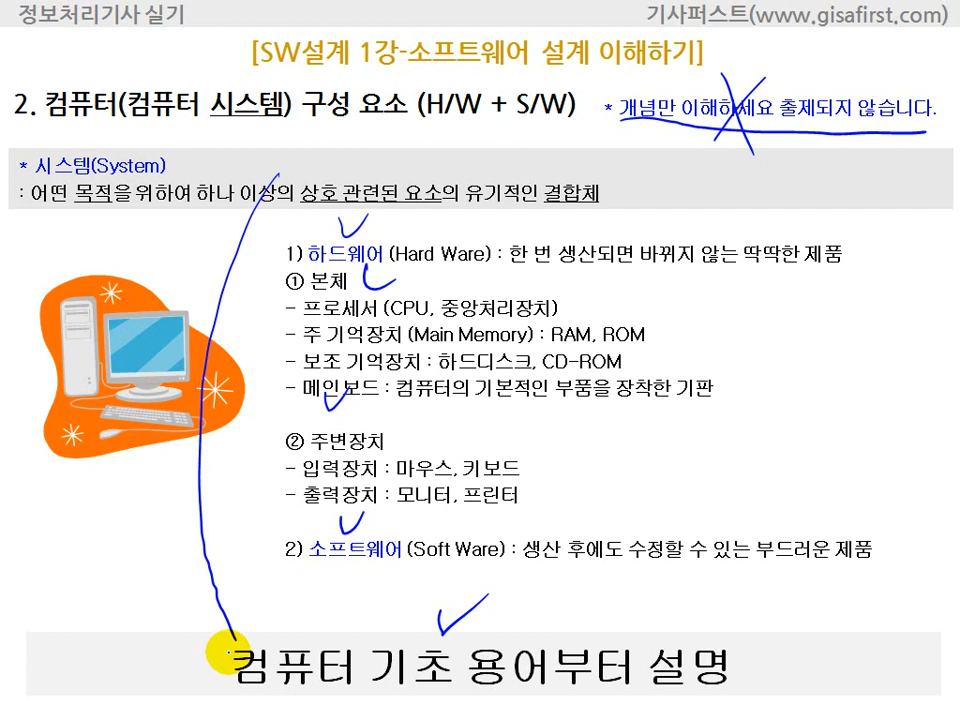 정보처리기사 실기
기사퍼스트(www.gisafirst.com)
[SW설계 1강-소프트웨어 설계 이해하기]
2. 컴퓨터(컴퓨터 시스템) 구성 요소 (H/W + S/W)
* 개념만 이해하세요 출제되지 않습니다.
* 시스템(System)
: 어떤 목적을 위하여 하나 이상의 상호 관련된 요소의 유기적인 결합체
1) 하드웨어 (Hard Ware) : 한 번 생산되면 바뀌지 않는 딱딱한 제품
① 본체
- 프로세서 (CPU, 중앙처리장치)
- 주 기억장치 (Main Memory) : RAM, ROM
- 보조 기억장치 : 하드디스크, CD-ROM
- 메인보드 : 컴퓨터의 기본적인 부품을 장착한 기판
② 주변장치
- 입력장치 : 마우스, 키보드
- 출력장치 : 모니터, 프린터
2) 소프트웨어 (Soft Ware) : 생산 후에도 수정할 수 있는 부드러운 제품
컴퓨터 기초 용어부터 설명